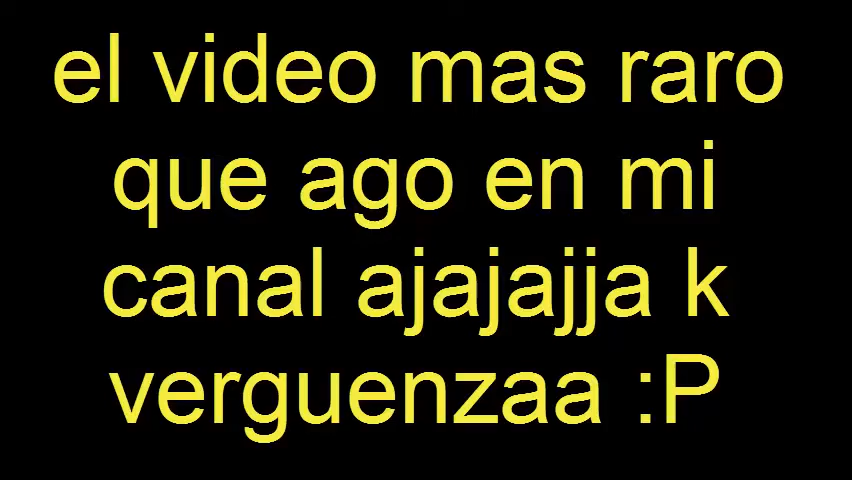 el video mas raro
que ago en mi
canal ajajajja k
verguenzaa :P